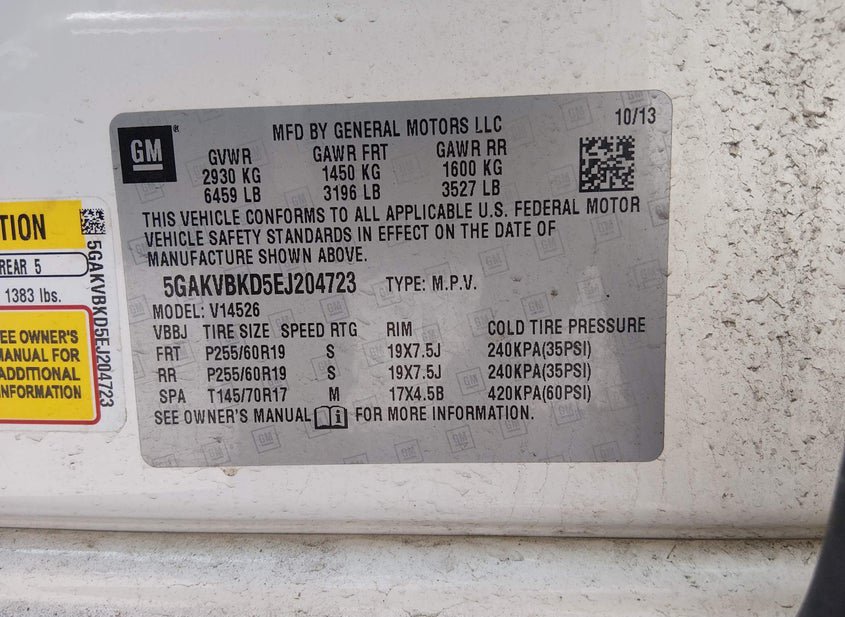 GM
®
MFD BY GENERAL MOTORS LLC
10/13
GVWR GAWR FRT GAWR RR
2930 KG 1450 KG 1600 KG
6459 LB 3196 LB 3527 LB
THIS VEHICLE CONFORMS TO ALL APPLICABLE U.S. FEDERAL MOTOR
VEHICLE SAFETY STANDARDS IN EFFECT ON THE DATE OF
MANUFACTURE SHOWN ABOVE.
5GAKVBKD5EJ204723 TYPE: M.P.V.
MODEL: V14526
VBBJ TIRE SIZE SPEED RTG RIM COLD TIRE PRESSURE
FRT P255/60R19 S 19X7.5J 240KPA(35PSI)
RR P255/60R19 S 19X7.5J 240KPA(35PSI)
SPA T145/70R17 M 17X4.5B 420KPA(60PSI)
SEE OWNER'S MANUAL FOR MORE INFORMATION.
REAR 5
1383 lbs.
SEE OWNER'S
MANUAL FOR
ADDITIONAL
INFORMATION
5GAKVBKD5EJ204723